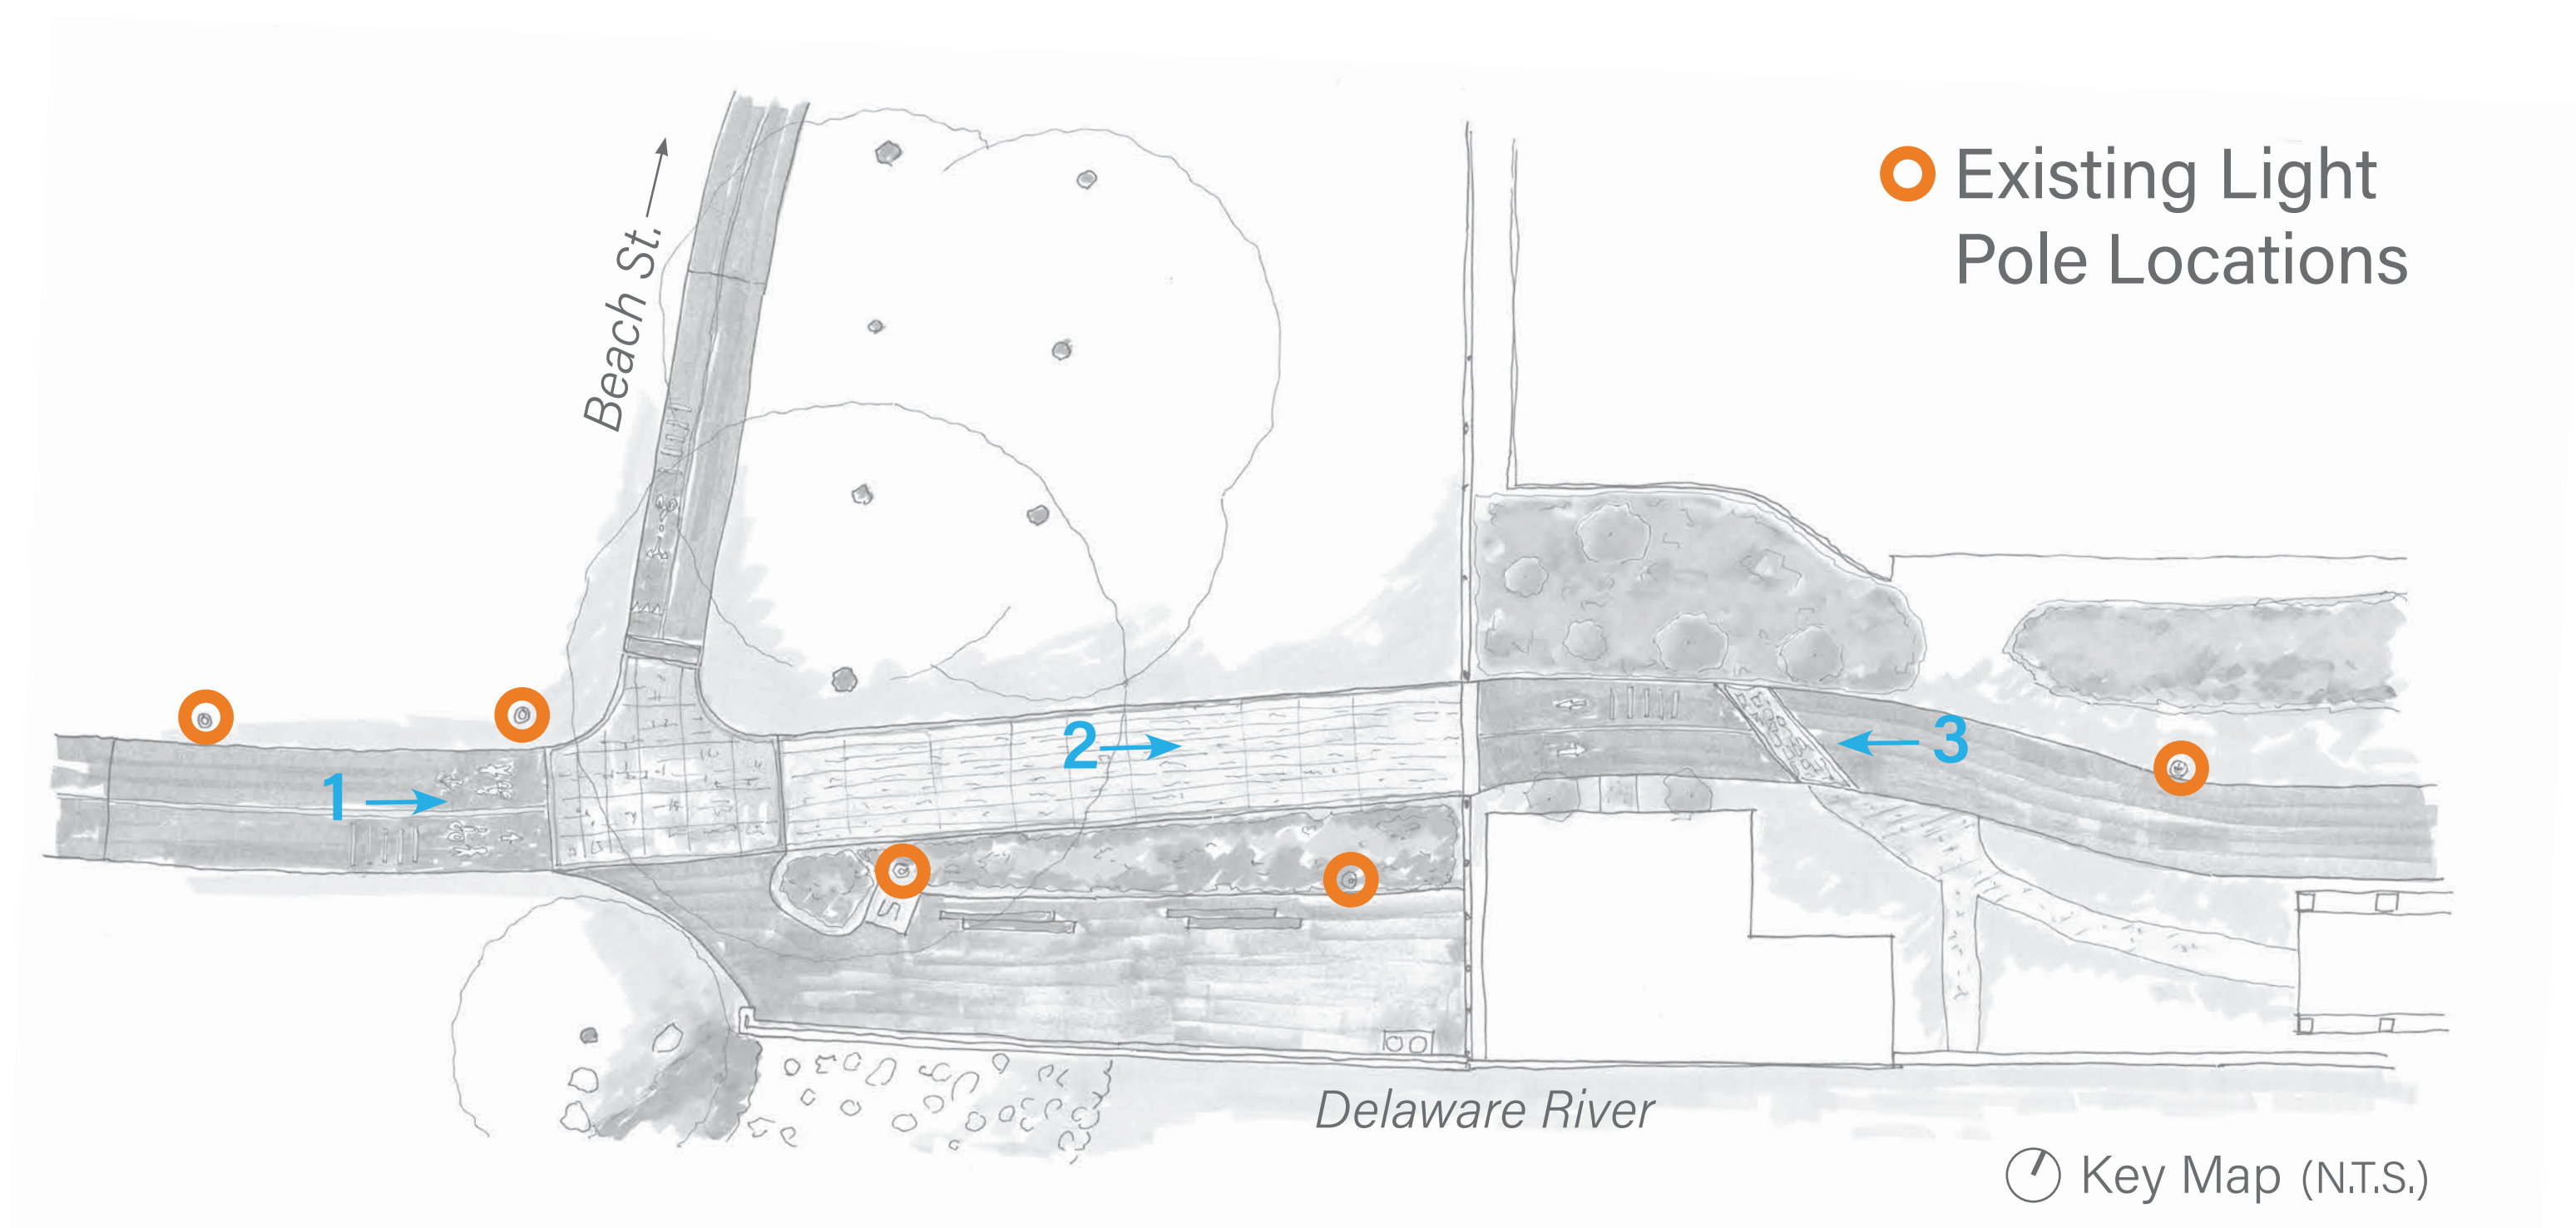 Existing Light
Pole Locations
Beach St.
1
2
3
Delaware River
Key Map (N.T.S.)